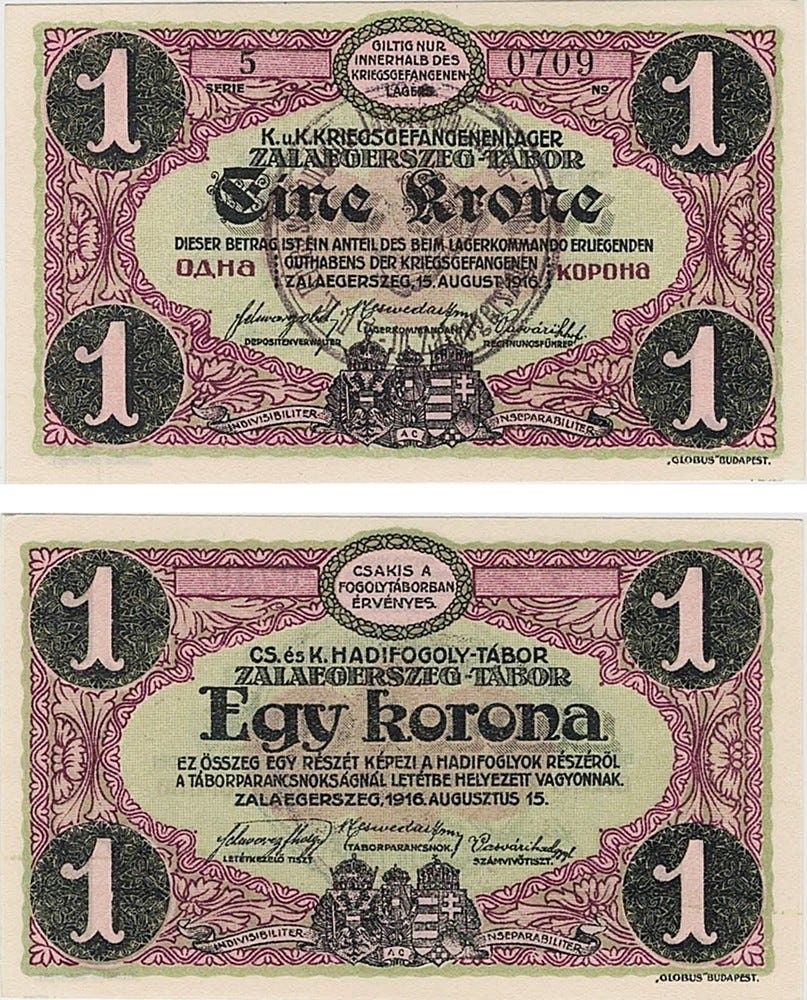 1
5
SERIE
GILTIG NUR
INNERHALB DES
KRIEGSGEFANGENEN-
LAGERS.
0709
No
1
K.u.K.KRIEGSGEFANGENENLAGER
ZALAEGERSZEG-TÁBOR
Eine Krone
DIESER BETRAG IST EIN ANTEIL DES BEIM LAGERKOMMANDO ERLIEGENDEN
ОДНА GUTHABENS DER KRIEGSGEFANGENEN КОРОНА
ZALAEGERSZEG, 15. AUGUST 1916.
LAGERKOMMANDANT
DEPOSITENVERWALTER
RECHNUNGSFÜHRER
1
1
INDIVISIBILITER
AC
INSEPARABILITER
„GLOBUS" BUDAPEST.
1
CSAKIS A
FOGOLYTÁBORBAN
ÉRVÉNYES.
1
CS. és K. HADIFOGOLY-TÁBOR
ZALAEGERSZEG-TÁBOR
Egy korona
EZ ÖSSZEG EGY RÉSZÉT KÉPEZI A HADIFOGLYOK RÉSZÉRŐL
A TÁBORPARANCSNOKSÁGNÁL LETÉTBE HELYEZETT VAGYONNAK.
ZALAEGERSZEG, 1916. AUGUSZTUS 15.
TÁBORPARANCSNOK.
LETÉTKEZELŐ TISZT
SZÁMVIVŐTISZT.
1
1
INDIVISIBILITER
AC
INSEPARABILITER
„GLOBUS" BUDAPEST.